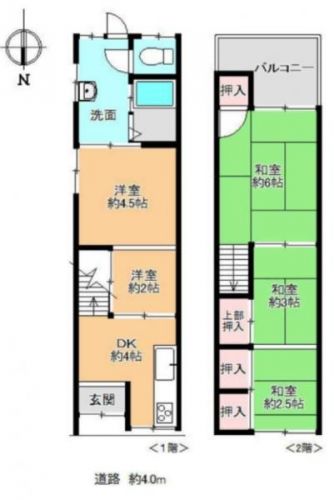 N
洗面
洋室
約4.5帖
洋室
約2帖
DK
約4帖
玄関
<1階>
バルコニー
押入
和室
約6帖
和室
約3帖
上部
押入
押入
和室
約2.5帖
押入
<2階>
道路 約4.0m